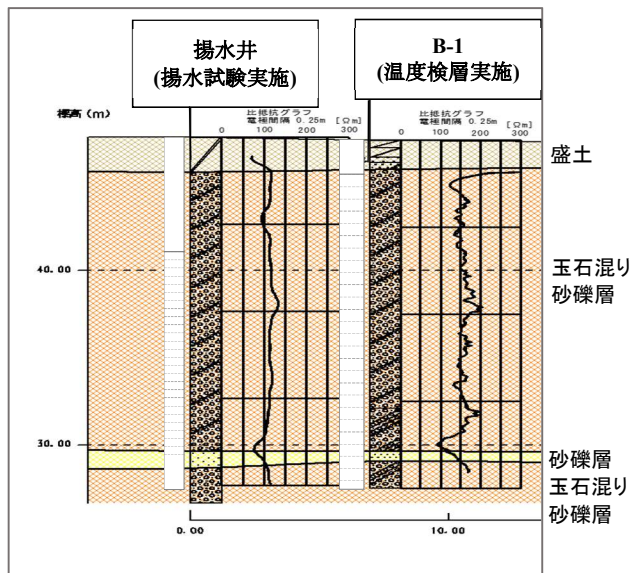 揚水井
(揚水試験実施)
B-1
(温度検層実施)
標高(m)
比抵抗グラフ
電極間隔 0.25m
[Ωm]
0 100 300
比抵抗グラフ
電極間隔 0.25m
[Ωm]
0 100 200 300
盛土
40.00
玉石混り
砂礫層
30.00
砂礫層
玉石混り
砂礫層
0.00
10.00